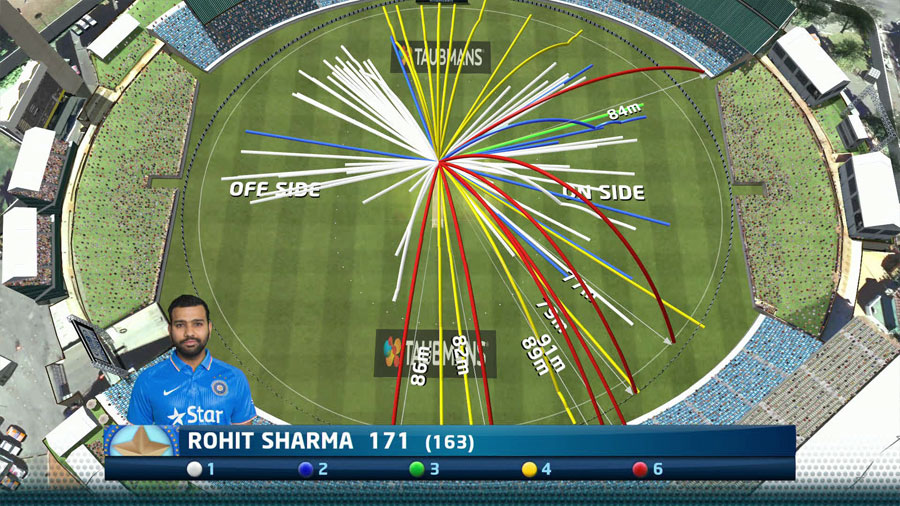 TAUBMANS
84m
OFF SIDE
ON SIDE
77m
79m
91m
89m
86m
87m
TAUBMANS
Star
ROHIT SHARMA 171 (163)
1 2 3 4 6